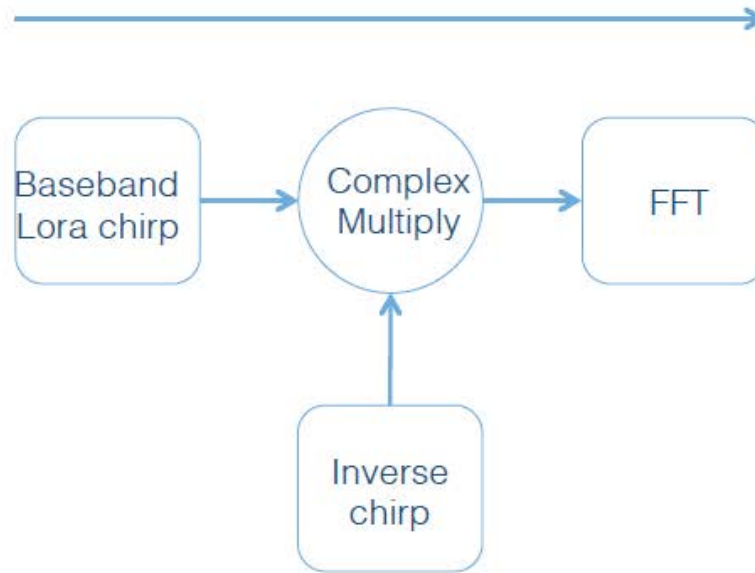 Baseband
Lora chirp
Complex
Multiply
FFT
Inverse
chirp